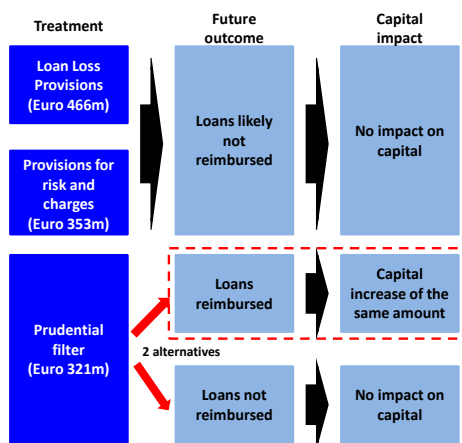 Treatment
Future
outcome
Capital
impact
Loan Loss
Provisions
(Euro 466m)
Provisions for
risk and
charges
(Euro 353m)
Loans likely
not
reimbursed
No impact on
capital
Prudential
filter
(Euro 321m)
2 alternatives
Loans
reimbursed
Capital
increase of the
same amount
Loans not
reimbursed
No impact on
capital